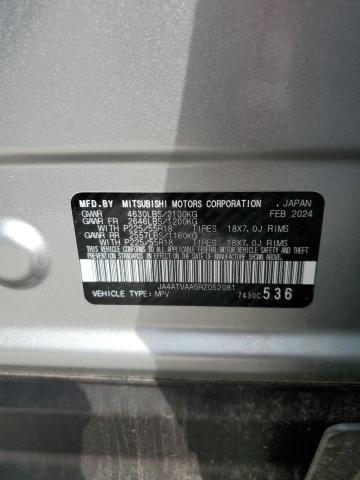 MFD.BY MITSUBISHI MOTORS CORPORATION , JAPAN
GVWR 4630LBS/2100KG FEB 2024
GAWR FR 2646LBS/1200KG
WITH P225/55R18 TIRES 18X7.0J RIMS
GAWR RR 2557LBS/1160KG
WITH P225/55R18 TIRES 18X7.0J RIMS
THIS VEHICLE CONFORMS TO ALL APPLICABLE
FEDERAL MOTOR VEHICLE SAFETY AND
THEFT PREVENTION STANDARDS IN EFFECT ON
THE DATE OF MANUFACTURE SHOWN ABOVE.
JA4ATVAA5RZ052081
VEHICLE TYPE: MPV 7430C 536